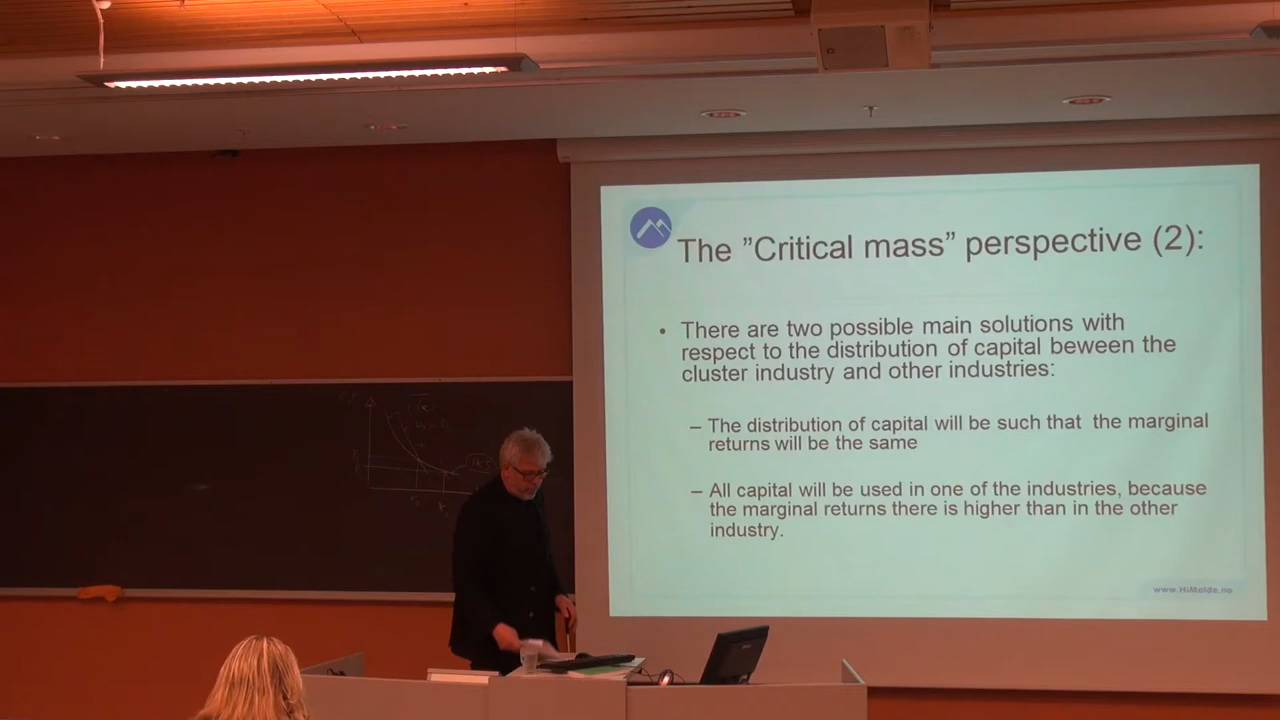 The ”Critical mass” perspective (2):
• There are two possible main solutions with
respect to the distribution of capital beween the
cluster industry and other industries:
– The distribution of capital will be such that the marginal
returns will be the same
– All capital will be used in one of the industries, because
the marginal returns there is higher than in the other
industry.
www.HiMolde.no